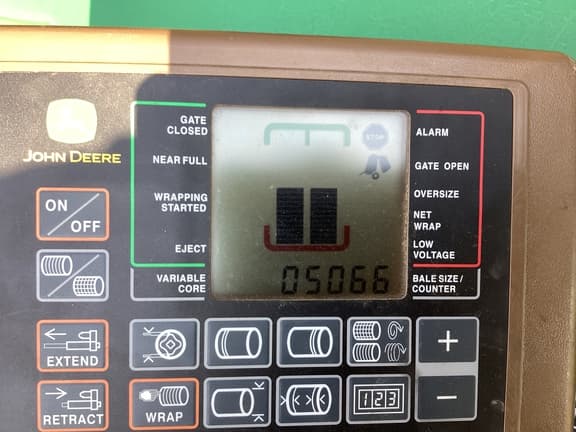 JOHN DEERE
ON
OFF
EXTEND
RETRACT
GATE
CLOSED
NEAR FULL
WRAPPING
STARTED
EJECT
VARIABLE
CORE
STOP
05066
ALARM
GATE OPEN
OVERSIZE
NET
WRAP
LOW
VOLTAGE
BALE SIZE /
COUNTER
WRAP
123
+
−